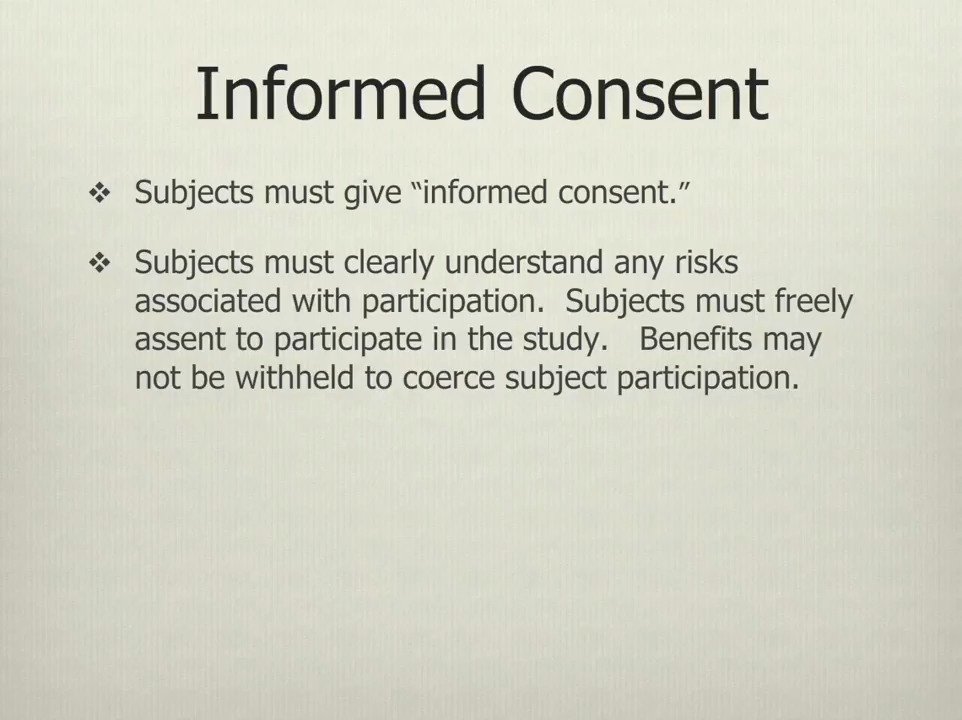 Informed Consent
❖ Subjects must give “informed consent.”
❖ Subjects must clearly understand any risks
associated with participation.  Subjects must freely
assent to participate in the study.   Benefits may
not be withheld to coerce subject participation.